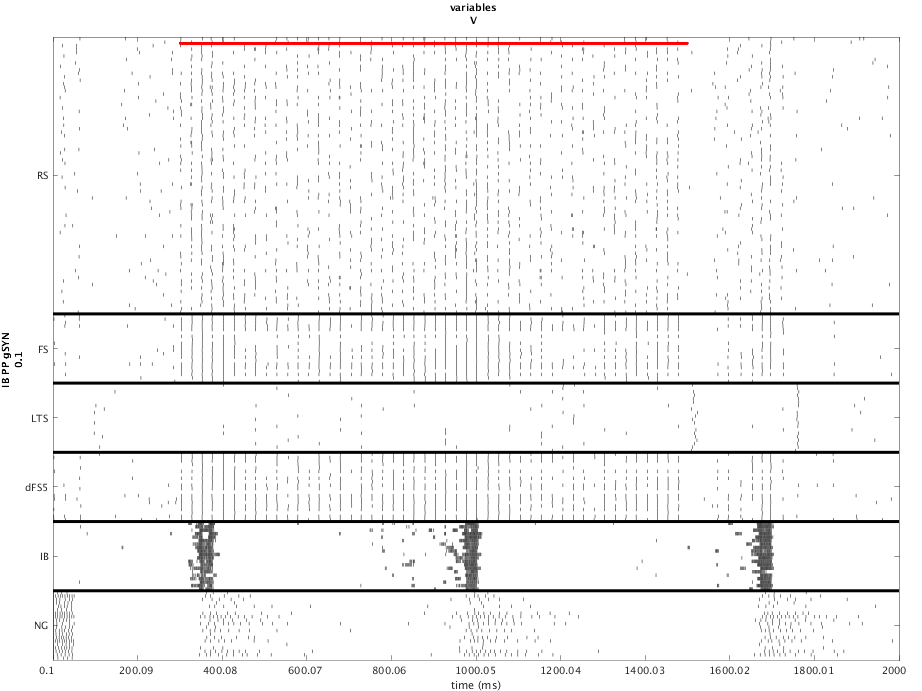 variables
V
RS
FS
LTS
dFS5
IB
NG
IB PP gSYN
0.1
0.1
200.09
400.08
600.07
800.06
1000.05
1200.04
1400.03
1600.02
1800.01
2000
time (ms)